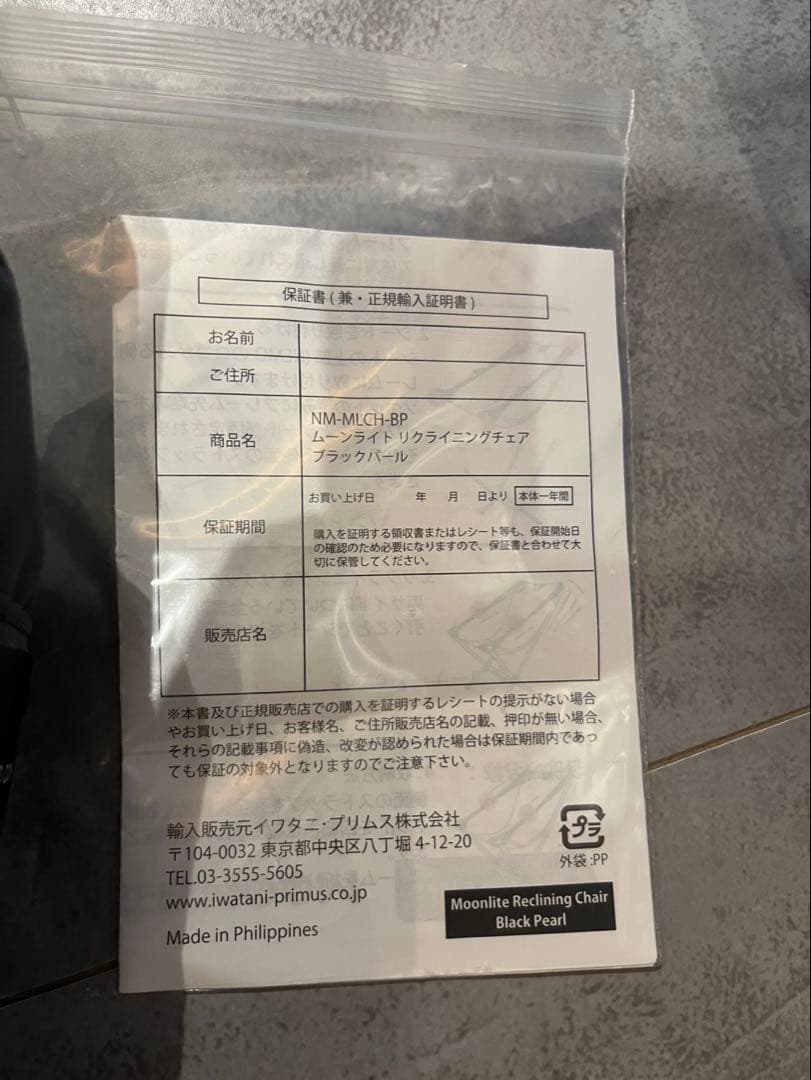 保証書(兼・正規輸入証明書)
お名前
ご住所
商品名
NM-MLCH-BP
ムーンライト リクライニングチェア
ブラックパール
保証期間
お買い上げ日 年 月 日より 本体一年間
購入を証明する領収書またはレシート等も、保証開始日
の確認のため必要になりますので、保証書と合わせて大
切に保管してください。
販売店名
※本書及び正規販売店での購入を証明するレシートの提示がない場合
やお買い上げ日、お客様名、ご住所販売店名の記載、押印が無い場合、
それらの記載事項に偽造、改変が認められた場合は保証期間内であっ
ても保証の対象外となりますのでご注意下さい。
輸入販売元イワタニ・プリムス株式会社
〒104-0032 東京都中央区八丁堀 4-12-20
TEL.03-3555-5605
www.iwatani-primus.co.jp
Made in Philippines
プラ
外袋:PP
Moonlite Reclining Chair
Black Pearl